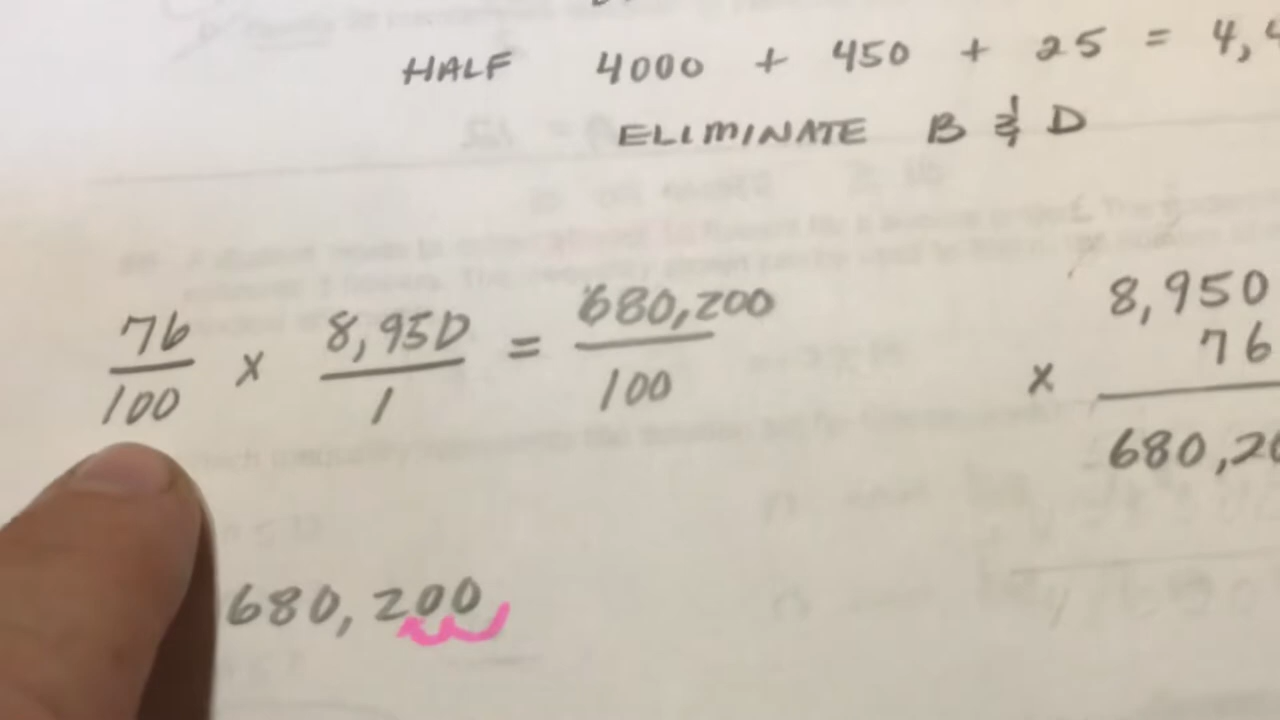 HALF 4000 + 450 + 25 = 4,4
ELIMINATE B & D
76/100 x 8,950/1 = 680,200/100
8,950
x 76
680,20
680,200